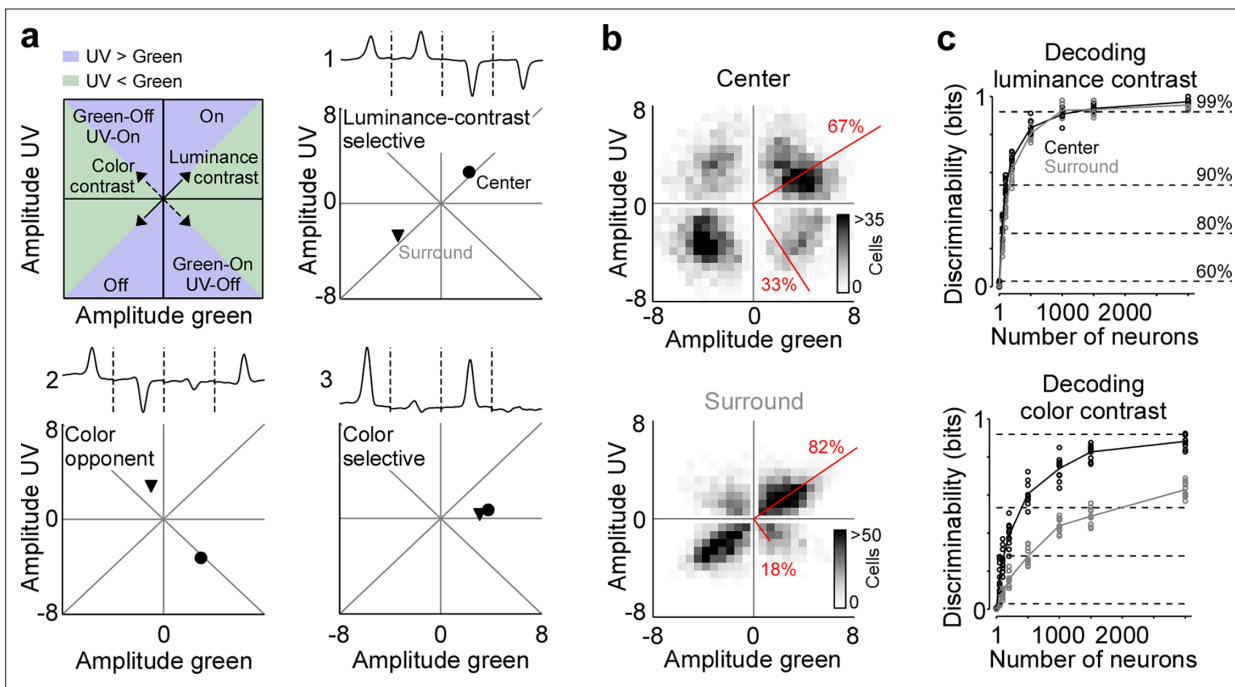 a
UV > Green
UV < Green
Amplitude UV
Green-Off
UV-On
On
Color
contrast
Luminance
contrast
Off
Green-On
UV-Off
Amplitude green
1
8
Luminance-contrast
selective
Center
0
Surround
-8
2
8
Color
opponent
Amplitude UV
0
-8
0
Amplitude green
3
8
Color
selective
0
-8
-8
0
8
Amplitude green
b
Center
8
67%
Amplitude UV
0
>35
Cells
0
33%
-8
-8
0
8
Amplitude green
Surround
8
82%
Amplitude UV
0
>50
Cells
0
18%
-8
-8
0
8
Amplitude green
c
Decoding
luminance contrast
Discriminability (bits)
1
99%
Center
Surround
90%
80%
60%
0
1
1000
2000
Number of neurons
Decoding
color contrast
Discriminability (bits)
1
0
1
1000
2000
Number of neurons